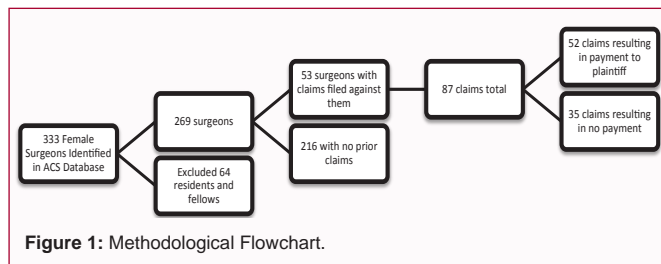 333 Female
Surgeons Identified
in ACS Database
269 surgeons
Excluded 64
residents and
fellows
53 surgeons with
claims filed against
them
216 with no prior
claims
87 claims total
52 claims resulting
in payment to
plaintiff
35 claims resulting
in no payment
Figure 1: Methodological Flowchart.